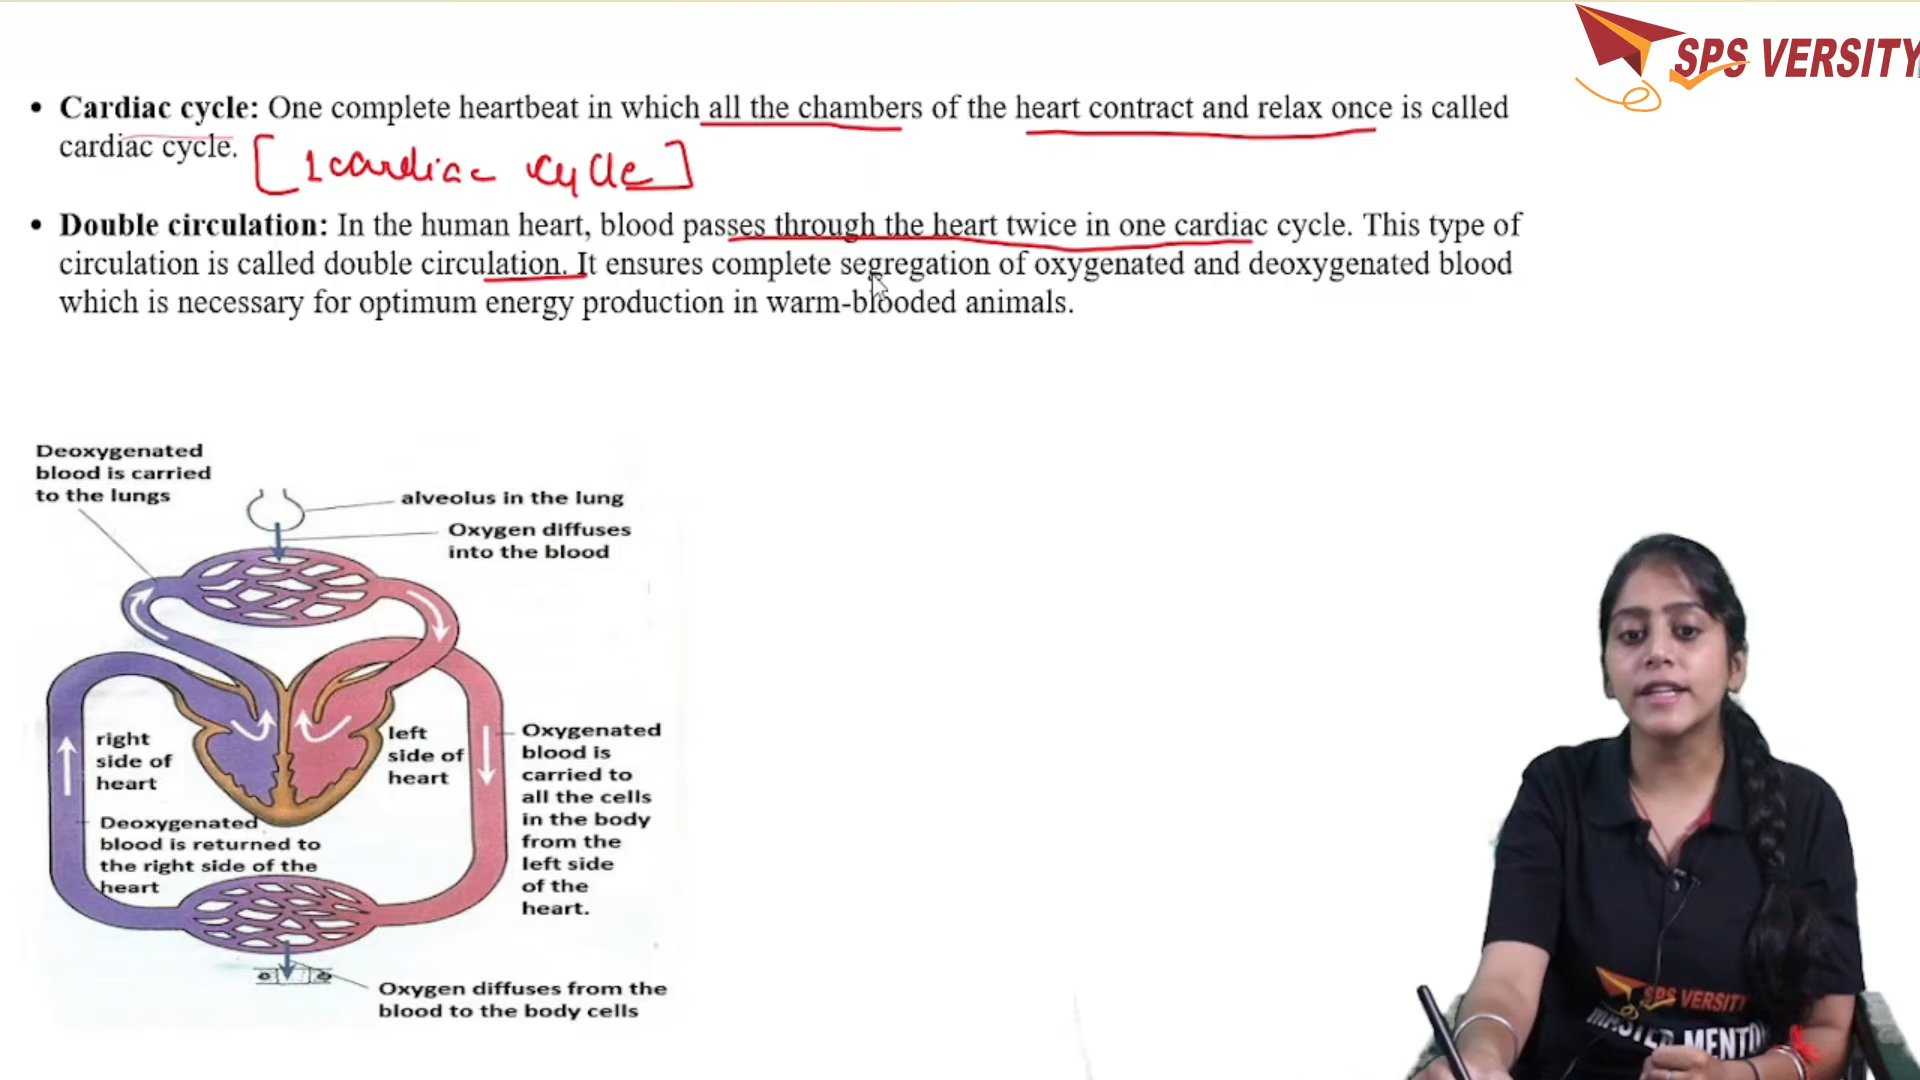 SPS VERSITY
• Cardiac cycle: One complete heartbeat in which all the chambers of the heart contract and relax once is called
cardiac cycle.
[1 cardiac cycle]
• Double circulation: In the human heart, blood passes through the heart twice in one cardiac cycle. This type of
circulation is called double circulation. It ensures complete segregation of oxygenated and deoxygenated blood
which is necessary for optimum energy production in warm-blooded animals.
Deoxygenated
blood is carried
to the lungs
alveolus in the lung
Oxygen diffuses
into the blood
right
side of
heart
left
side of
heart
Oxygenated
blood is
carried to
all the cells
in the body
from the
left side
of the
heart.
Deoxygenated
blood is returned to
the right side of the
heart
Oxygen diffuses from the
blood to the body cells
SPS VERSITY